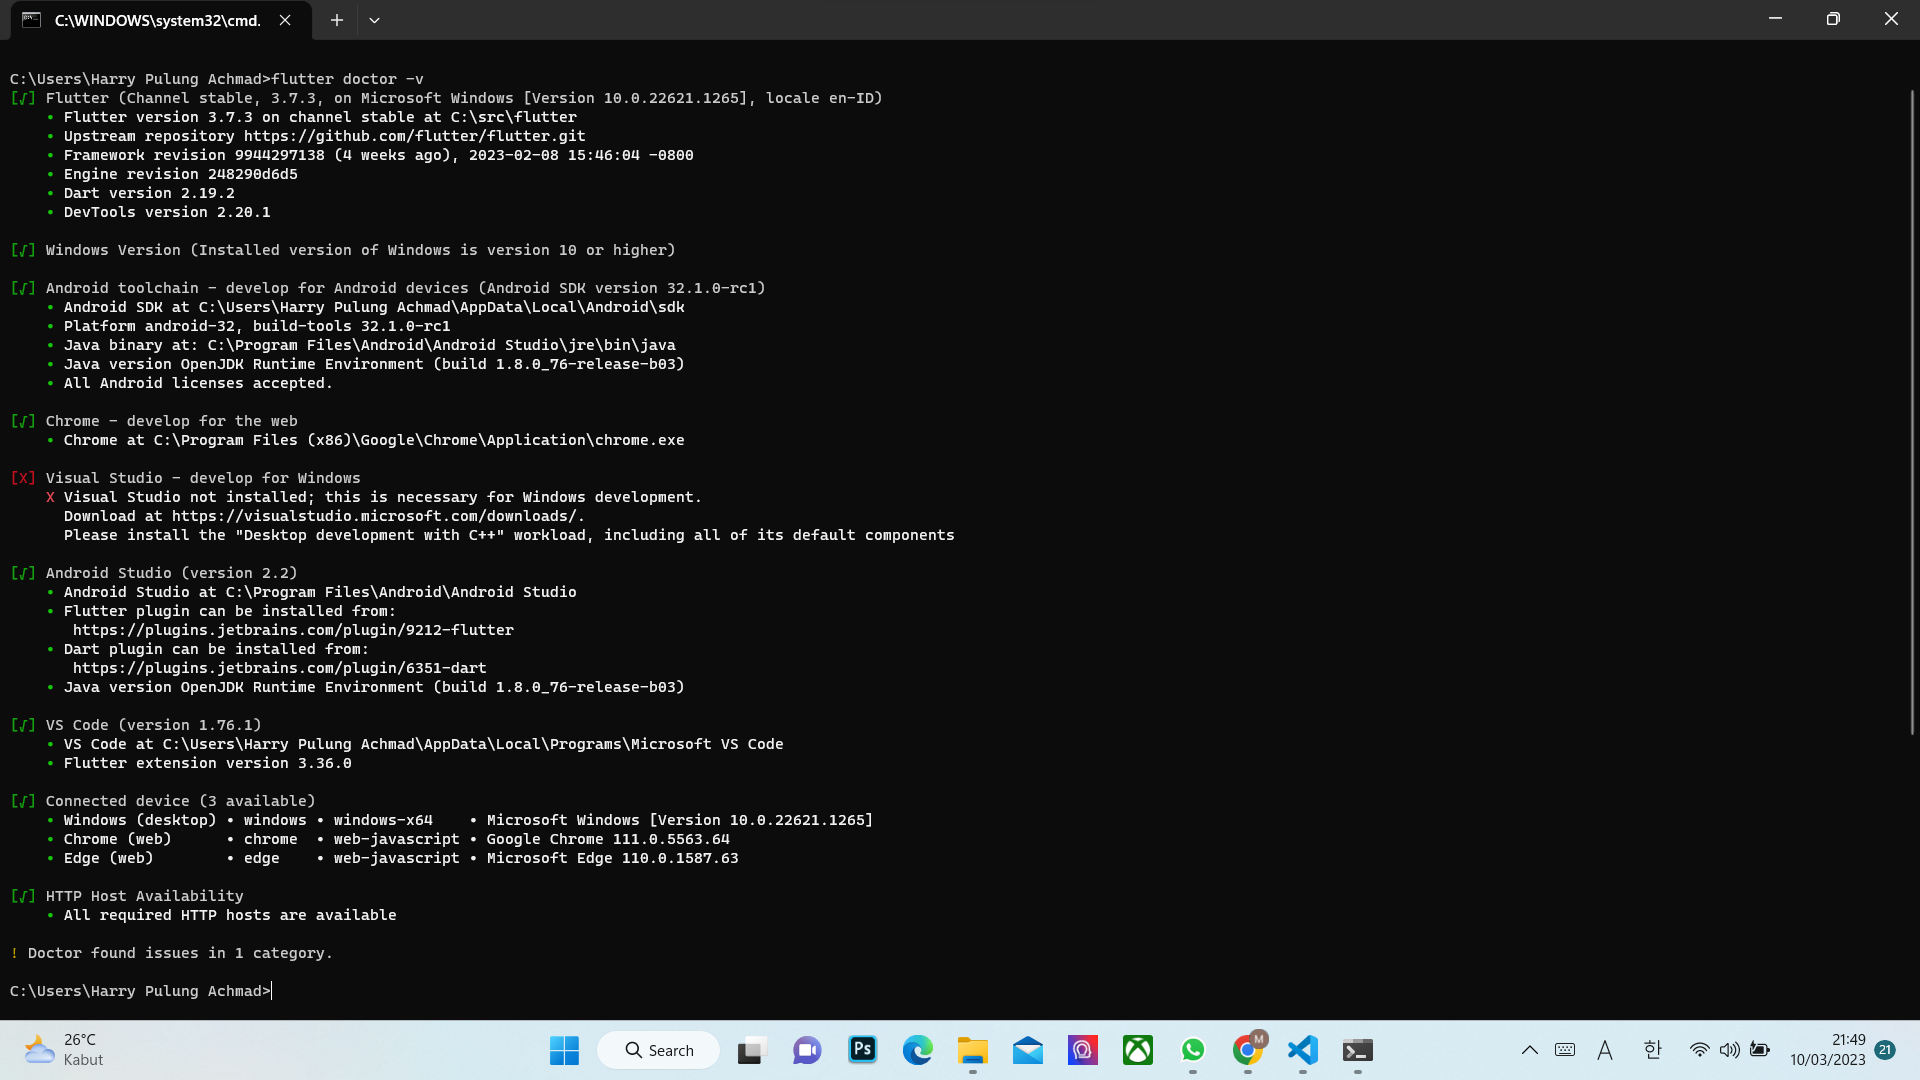 C:\WINDOWS\system32\cmd.
C:\Users\Harry Pulung Achmad>flutter doctor -v
[√] Flutter (Channel stable, 3.7.3, on Microsoft Windows [Version 10.0.22621.1265], locale en-ID)
• Flutter version 3.7.3 on channel stable at C:\src\flutter
• Upstream repository https://github.com/flutter/flutter.git
• Framework revision 9944297138 (4 weeks ago), 2023-02-08 15:46:04 -0800
• Engine revision 248290d6d5
• Dart version 2.19.2
• DevTools version 2.20.1
[√] Windows Version (Installed version of Windows is version 10 or higher)
[√] Android toolchain - develop for Android devices (Android SDK version 32.1.0-rc1)
• Android SDK at C:\Users\Harry Pulung Achmad\AppData\Local\Android\sdk
• Platform android-32, build-tools 32.1.0-rc1
• Java binary at: C:\Program Files\Android\Android Studio\jre\bin\java
• Java version OpenJDK Runtime Environment (build 1.8.0_76-release-b03)
• All Android licenses accepted.
[√] Chrome - develop for the web
• Chrome at C:\Program Files (x86)\Google\Chrome\Application\chrome.exe
[X] Visual Studio - develop for Windows
X Visual Studio not installed; this is necessary for Windows development.
Download at https://visualstudio.microsoft.com/downloads/.
Please install the "Desktop development with C++" workload, including all of its default components
[√] Android Studio (version 2.2)
• Android Studio at C:\Program Files\Android\Android Studio
• Flutter plugin can be installed from:
https://plugins.jetbrains.com/plugin/9212-flutter
• Dart plugin can be installed from:
https://plugins.jetbrains.com/plugin/6351-dart
• Java version OpenJDK Runtime Environment (build 1.8.0_76-release-b03)
[√] VS Code (version 1.76.1)
• VS Code at C:\Users\Harry Pulung Achmad\AppData\Local\Programs\Microsoft VS Code
• Flutter extension version 3.36.0
[√] Connected device (3 available)
• Windows (desktop) • windows • windows-x64 • Microsoft Windows [Version 10.0.22621.1265]
• Chrome (web) • chrome • web-javascript • Google Chrome 111.0.5563.64
• Edge (web) • edge • web-javascript • Microsoft Edge 110.0.1587.63
[√] HTTP Host Availability
• All required HTTP hosts are available
! Doctor found issues in 1 category.
C:\Users\Harry Pulung Achmad>
26°C
Kabut
Search
Ps
M
A
한
21:49
10/03/2023
21